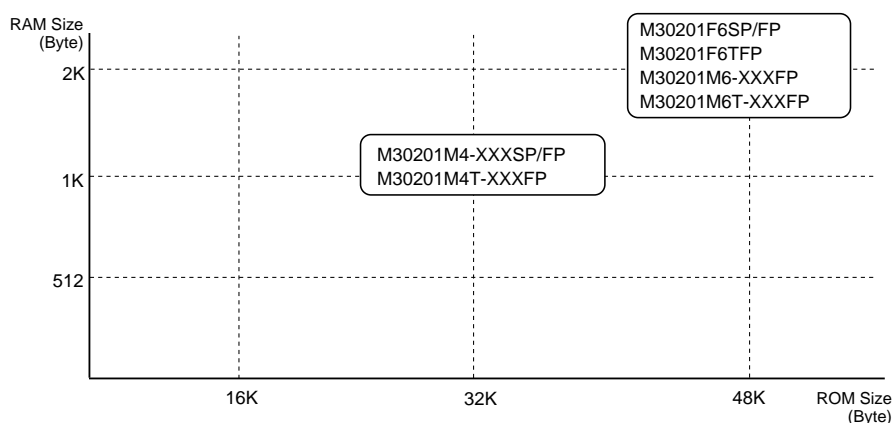 RAM Size
(Byte)
M30201F6SP/FP
M30201F6TFP
M30201M6-XXXFP
M30201M6T-XXXFP
2K
M30201M4-XXXSP/FP
M30201M4T-XXXFP
1K
512
16K
32K
48K
ROM Size
(Byte)